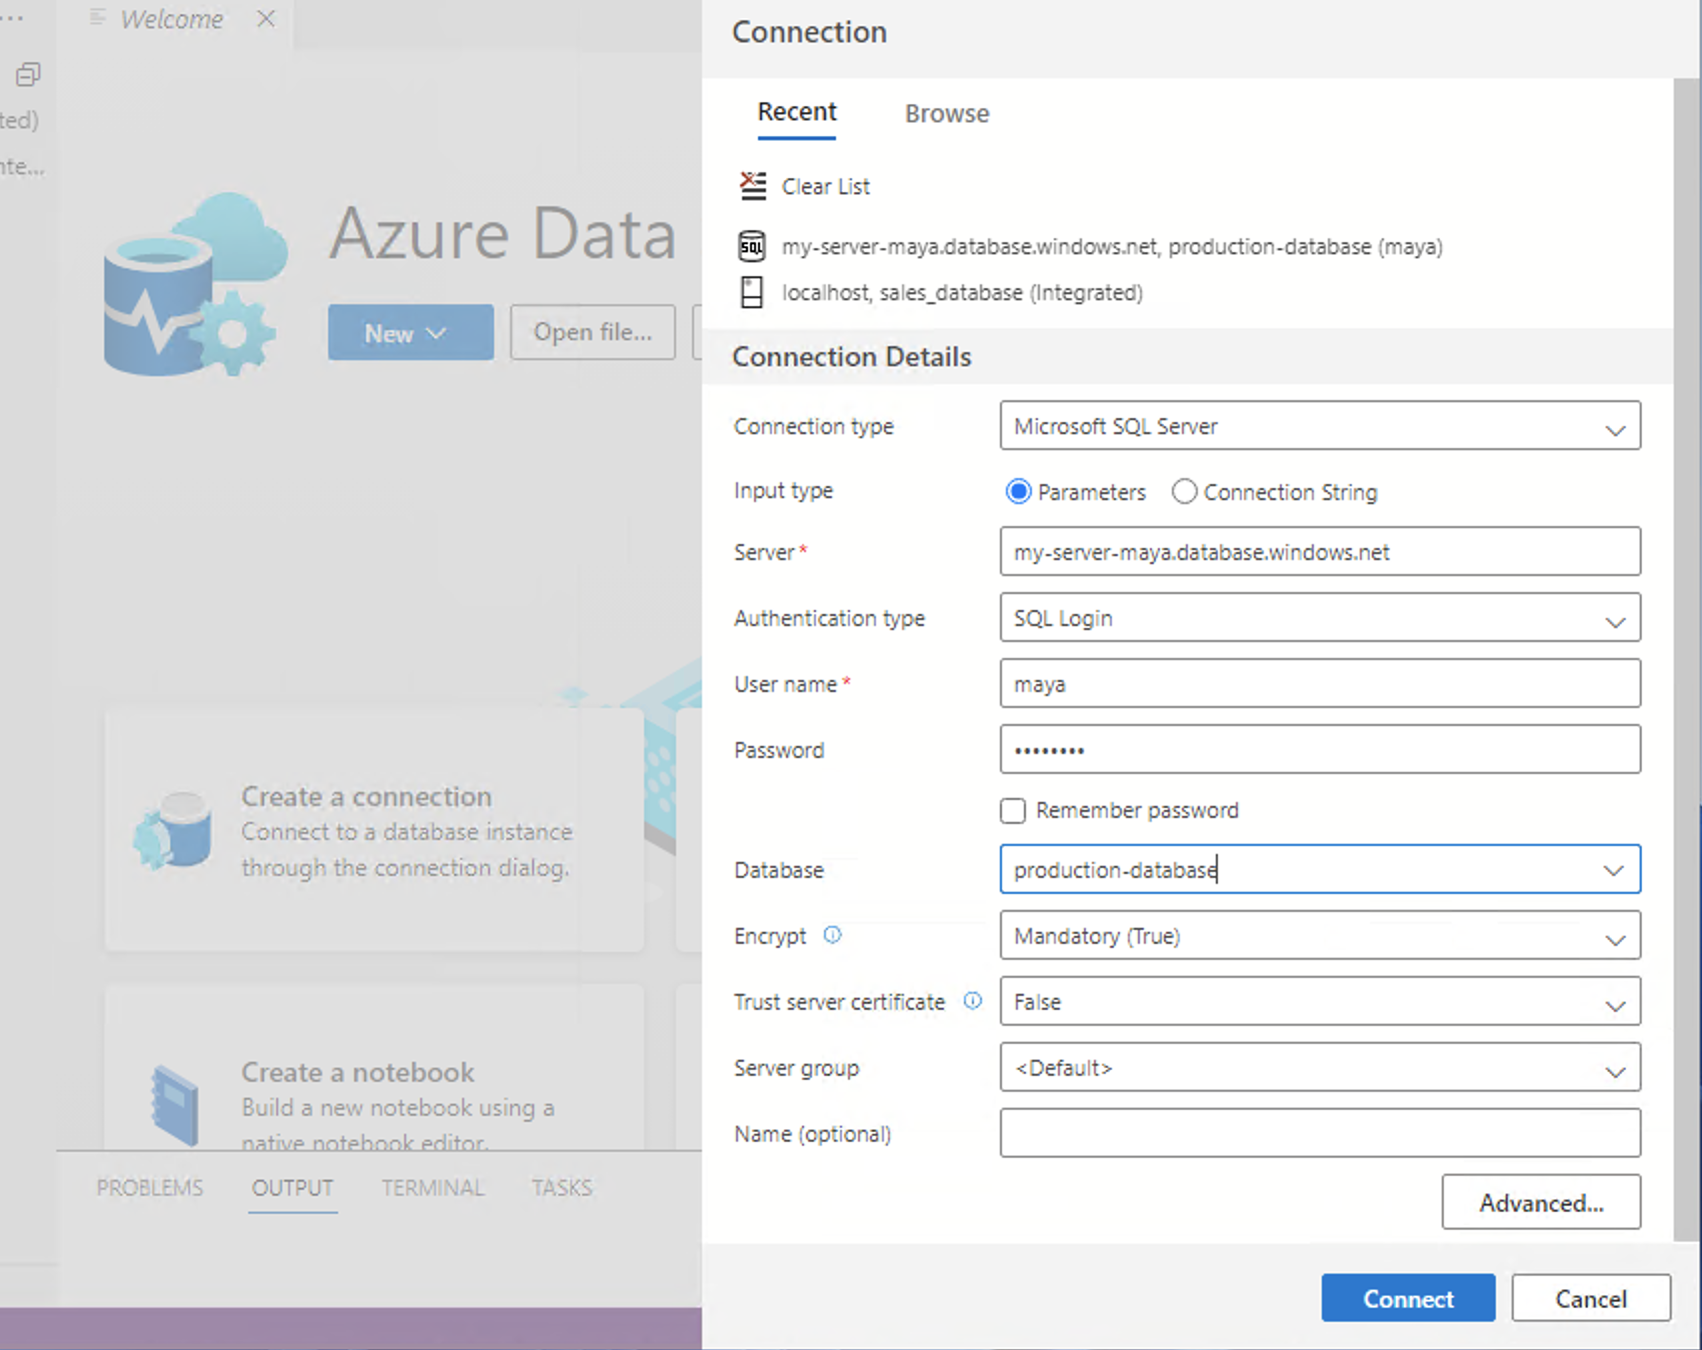 Welcome
ted)
nte...
Azure Data
New
Open file...
Create a connection
Connect to a database instance
through the connection dialog.
Create a notebook
Build a new notebook using a
native notebook editor.
PROBLEMS
OUTPUT
TERMINAL
TASKS
Connection
Recent
Browse
Clear List
SQL
my-server-maya.database.windows.net, production-database (maya)
localhost, sales_database (Integrated)
Connection Details
Connection type
Microsoft SQL Server
Input type
Parameters
Connection String
Server*
my-server-maya.database.windows.net
Authentication type
SQL Login
User name*
maya
Password
••••••••
Remember password
Database
production-database
Encrypt
Mandatory (True)
Trust server certificate
False
Server group
<Default>
Name (optional)
Advanced...
Connect
Cancel